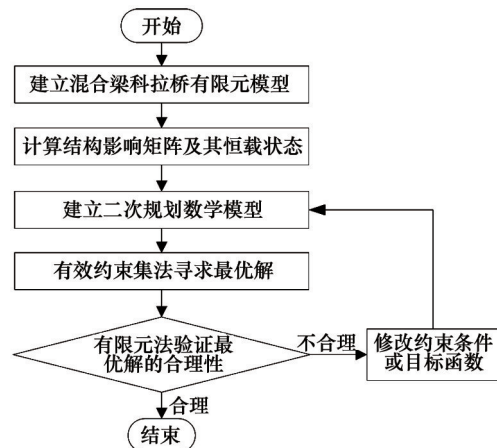 开始
建立混合梁科拉桥有限元模型
计算结构影响矩阵及其恒载状态
建立二次规划数学模型
有效约束集法寻求最优解
有限元法验证最
优解的合理性
不合理
修改约束条件
或目标函数
合理
结束